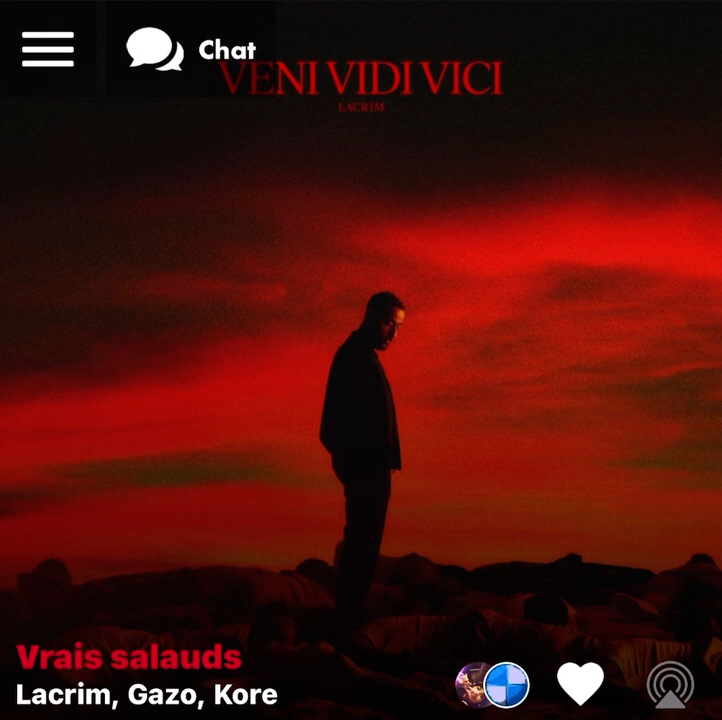 Chat
VENI VIDI VICI
LACRIM
Vrais salauds
Lacrim, Gazo, Kore